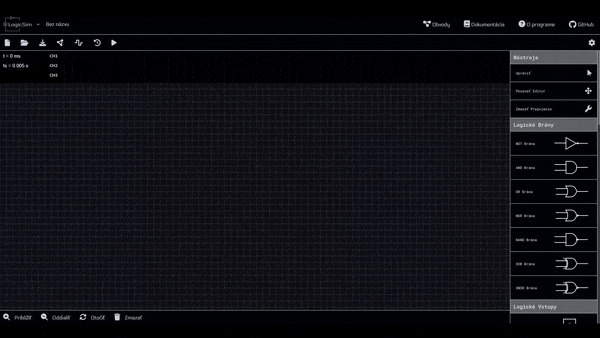 LogicSim
Bez názvu
Obvody
Dokumentácia
O programe
GitHub
t = 0 ms
ts = 0.005 s
CH1
CH2
CH3
Nástroje
Upraviť
Posúvať Editor
Zmazať Prepojenie
Logické Brány
NOT Brána
AND Brána
OR Brána
NOR Brána
NAND Brána
XOR Brána
XNOR Brána
Logické Vstupy
Priblížiť
Oddialiť
Otočiť
Zmazať